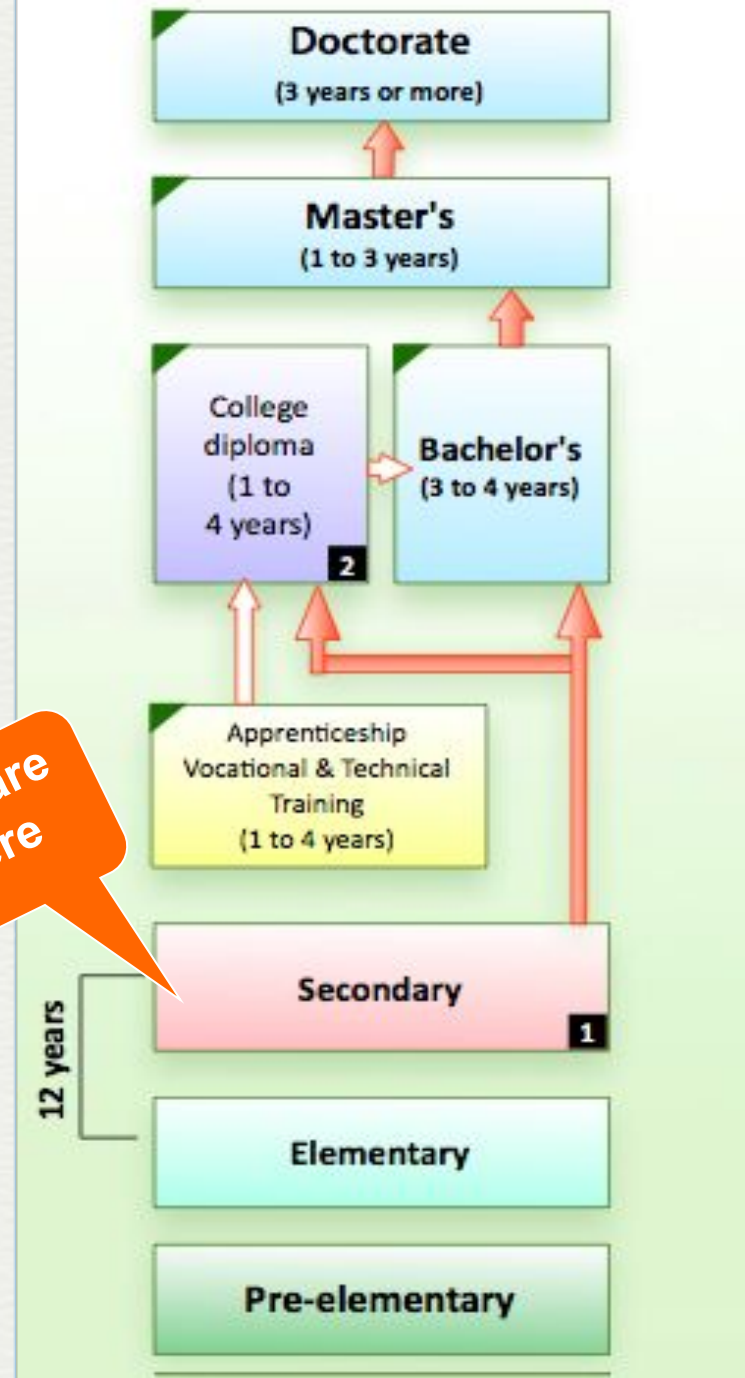 Doctorate
(3 years or more)
Master's
(1 to 3 years)
College
diploma
(1 to
4 years)
2
Bachelor's
(3 to 4 years)
Apprenticeship
Vocational & Technical
Training
(1 to 4 years)
Secondary
1
12 years
Elementary
Pre-elementary